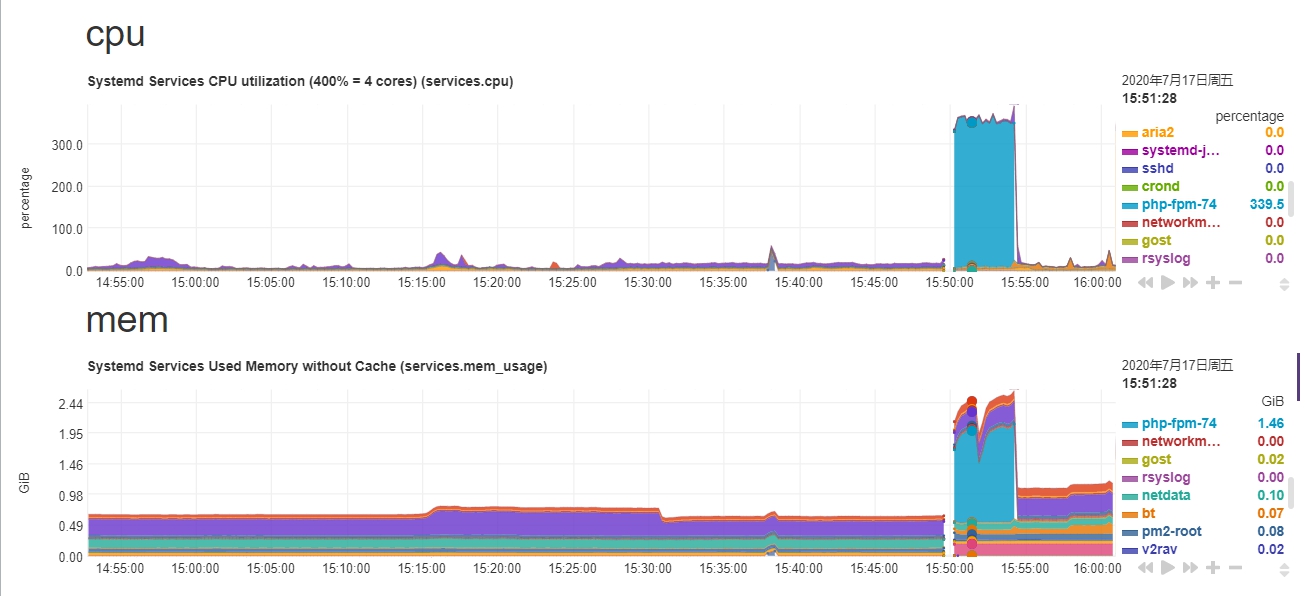 cpu
Systemd Services CPU utilization (400% = 4 cores) (services.cpu)
2020年7月17日周五
15:51:28
percentage
aria2 0.0
systemd-j... 0.0
sshd 0.0
crond 0.0
php-fpm-74 339.5
networkm... 0.0
gost 0.0
rsyslog 0.0
percentage
300.0
200.0
100.0
0.0
14:55:00 15:00:00 15:05:00 15:10:00 15:15:00 15:20:00 15:25:00 15:30:00 15:35:00 15:40:00 15:45:00 15:50:00 15:55:00 16:00:00
mem
Systemd Services Used Memory without Cache (services.mem_usage)
2020年7月17日周五
15:51:28
GiB
php-fpm-74 1.46
networkm... 0.00
gost 0.02
rsyslog 0.00
netdata 0.10
bt 0.07
pm2-root 0.08
v2rav 0.02
GiB
2.44
1.95
1.46
0.98
0.49
0.00
14:55:00 15:00:00 15:05:00 15:10:00 15:15:00 15:20:00 15:25:00 15:30:00 15:35:00 15:40:00 15:45:00 15:50:00 15:55:00 16:00:00